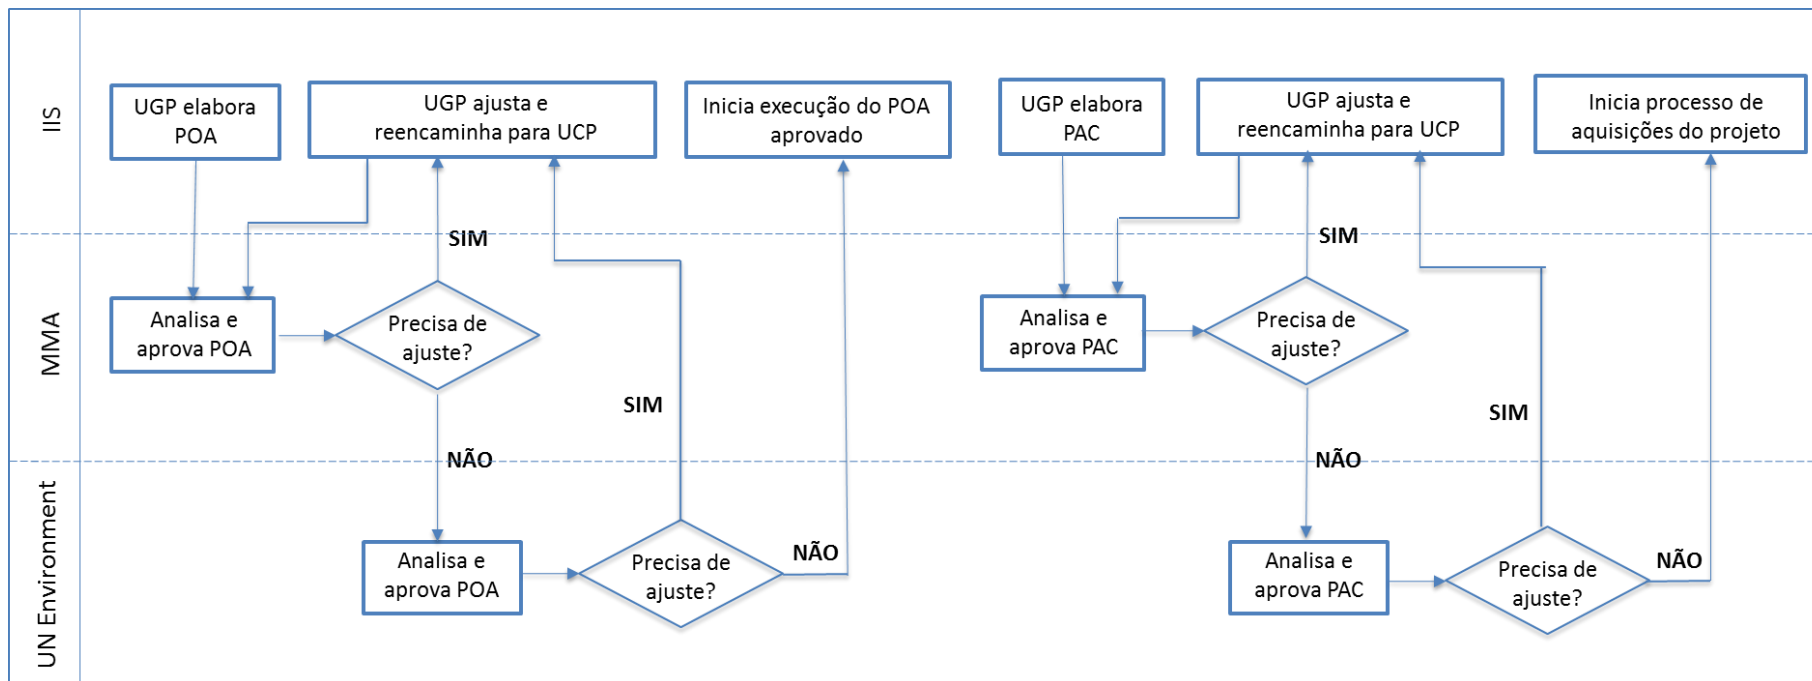 IIS
UGP elabora
POA
UGP ajusta e
reencaminha para UCP
Inicia execução do POA
aprovado
UGP elabora
PAC
UGP ajusta e
reencaminha para UCP
Inicia processo de
aquisições do projeto
MMA
SIM
Analisa e
aprova POA
Precisa de
ajuste?
SIM
NÃO
SIM
Analisa e
aprova PAC
Precisa de
ajuste?
SIM
NÃO
UN Environment
Analisa e
aprova POA
Precisa de
ajuste?
NÃO
Analisa e
aprova PAC
Precisa de
ajuste?
NÃO